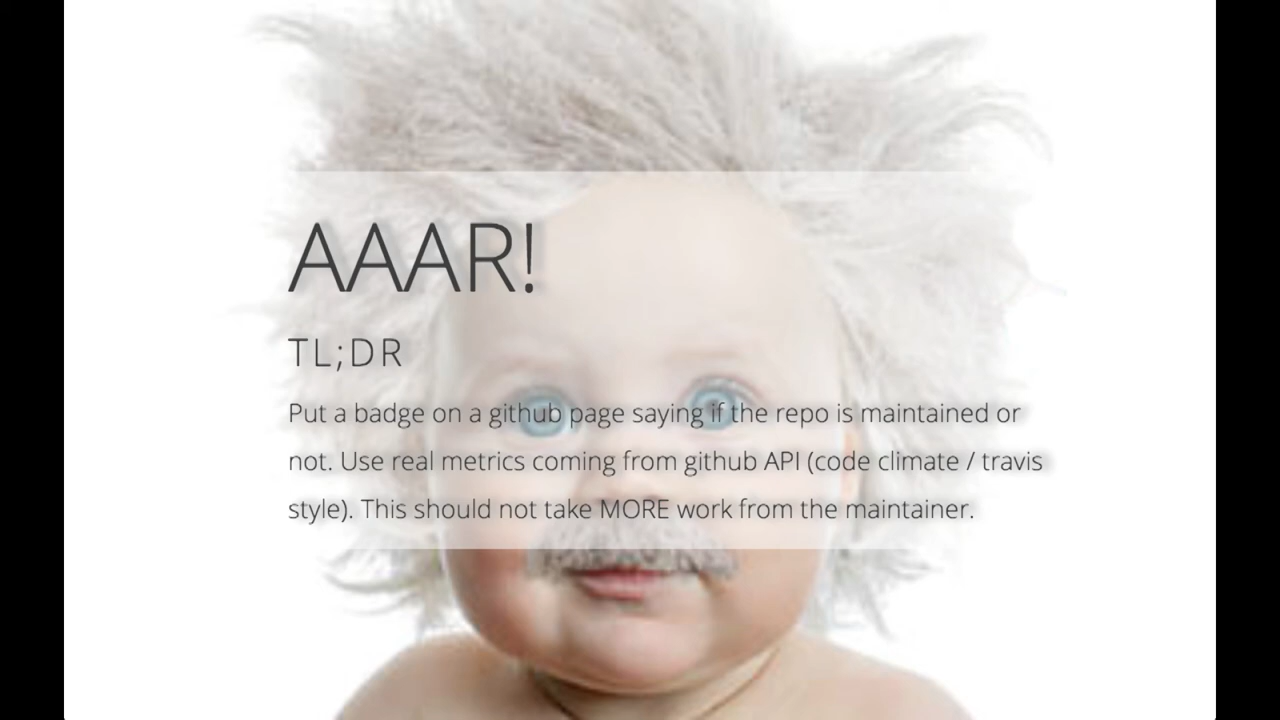 AAAR!
TL;DR
Put a badge on a github page saying if the repo is maintained or
not. Use real metrics coming from github API (code climate / travis
style). This should not take MORE work from the maintainer.